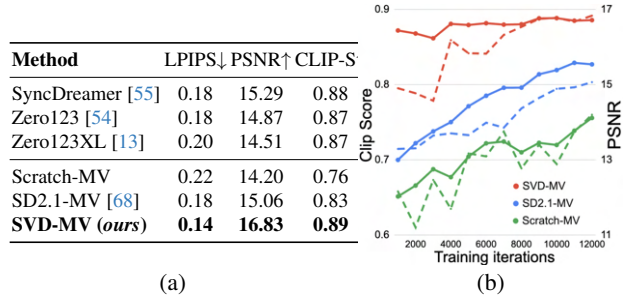 Method LPIPS↓ PSNR↑ CLIP-S↑
SyncDreamer [55] 0.18 15.29 0.88
Zero123 [54] 0.18 14.87 0.87
Zero123XL [13] 0.20 14.51 0.87
Scratch-MV 0.22 14.20 0.76
SD2.1-MV [68] 0.18 15.06 0.83
SVD-MV (ours) 0.14 16.83 0.89
(a)
0.9
0.8
0.7
0.6
Clip Score
17
15
13
11
PSNR
SVD-MV
SD2.1-MV
Scratch-MV
2000 4000 6000 8000 10000 12000
Training iterations
(b)